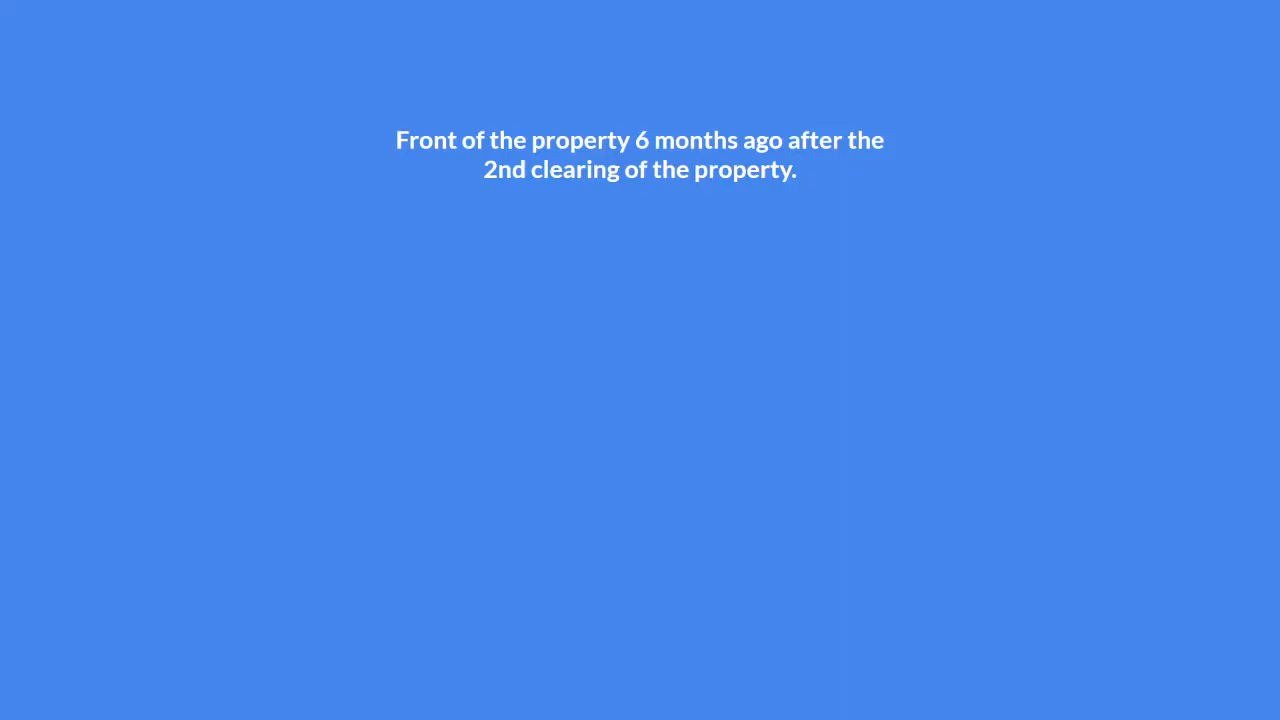 Front of the property 6 months ago after the
2nd clearing of the property.